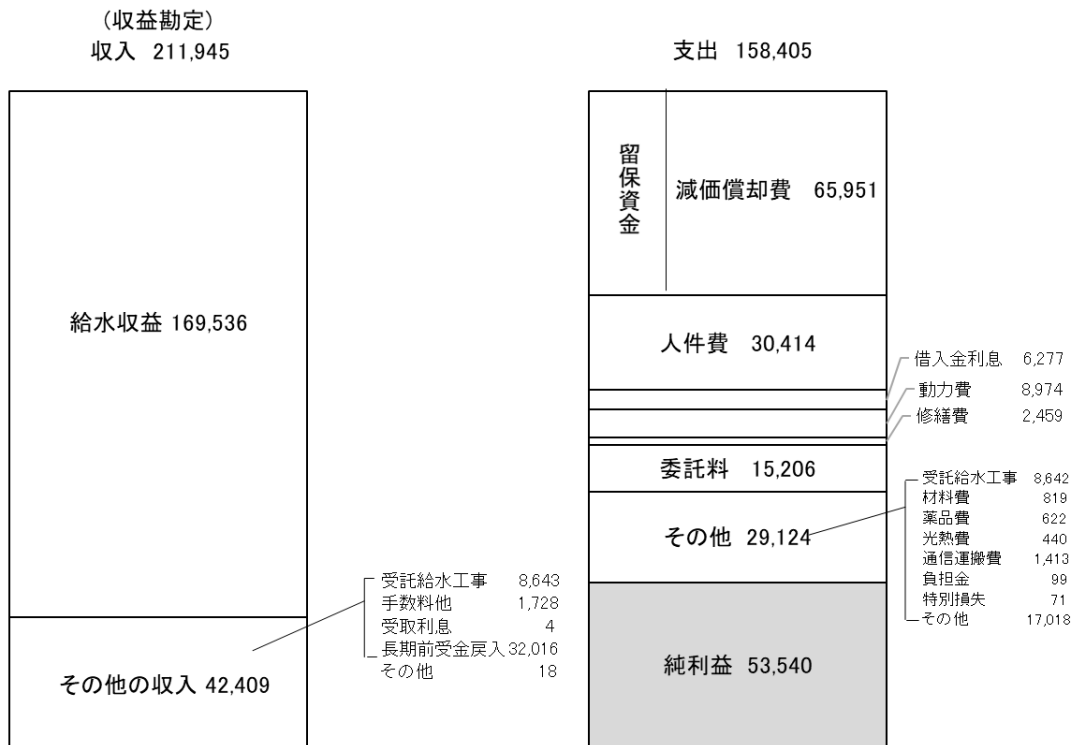 (収益勘定)
収入 211,945
給水収益 169,536
その他の収入 42,409
受託給水工事 8,643
手数料他 1,728
受取利息 4
長期前受金戻入 32,016
その他 18
支出 158,405
留保資金
減価償却費 65,951
人件費 30,414
借入金利息 6,277
動力費 8,974
修繕費 2,459
委託料 15,206
その他 29,124
受託給水工事 8,642
材料費 819
薬品費 622
光熱費 440
通信運搬費 1,413
負担金 99
特別損失 71
その他 17,018
純利益 53,540